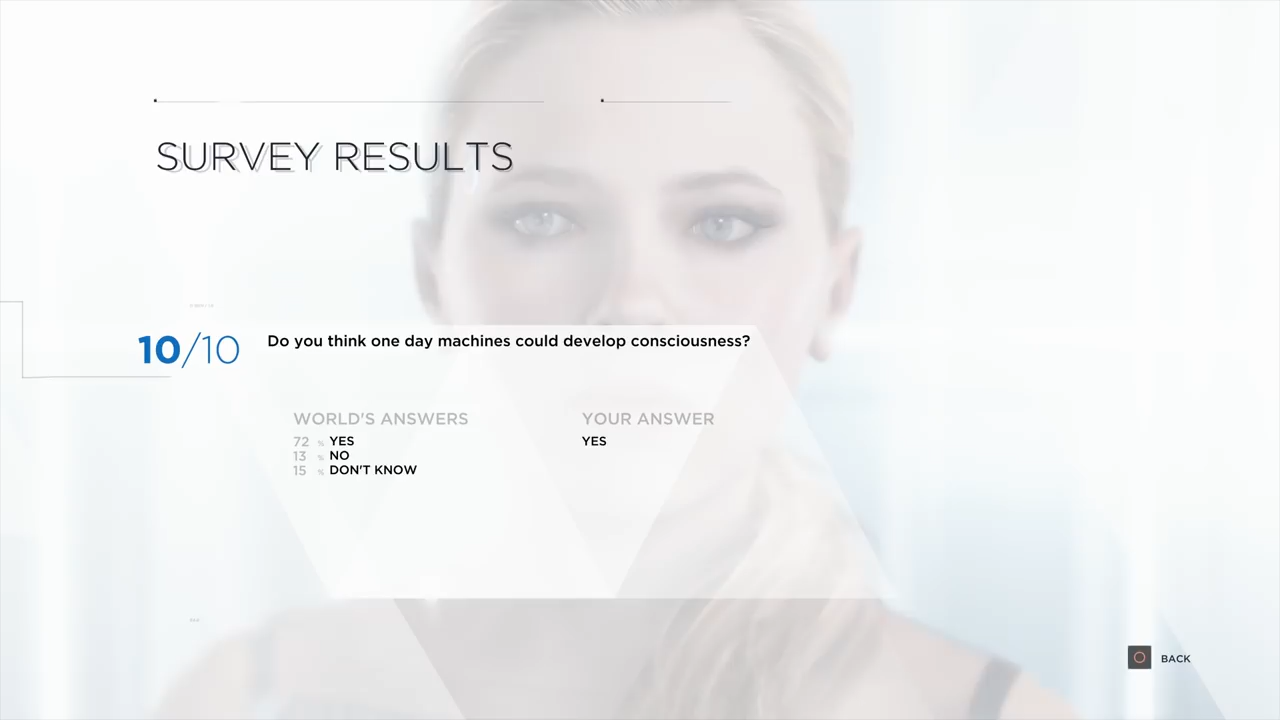 SURVEY RESULTS
10/10
Do you think one day machines could develop consciousness?
WORLD'S ANSWERS
72 % YES
13 % NO
15 % DON'T KNOW
YOUR ANSWER
YES
BACK